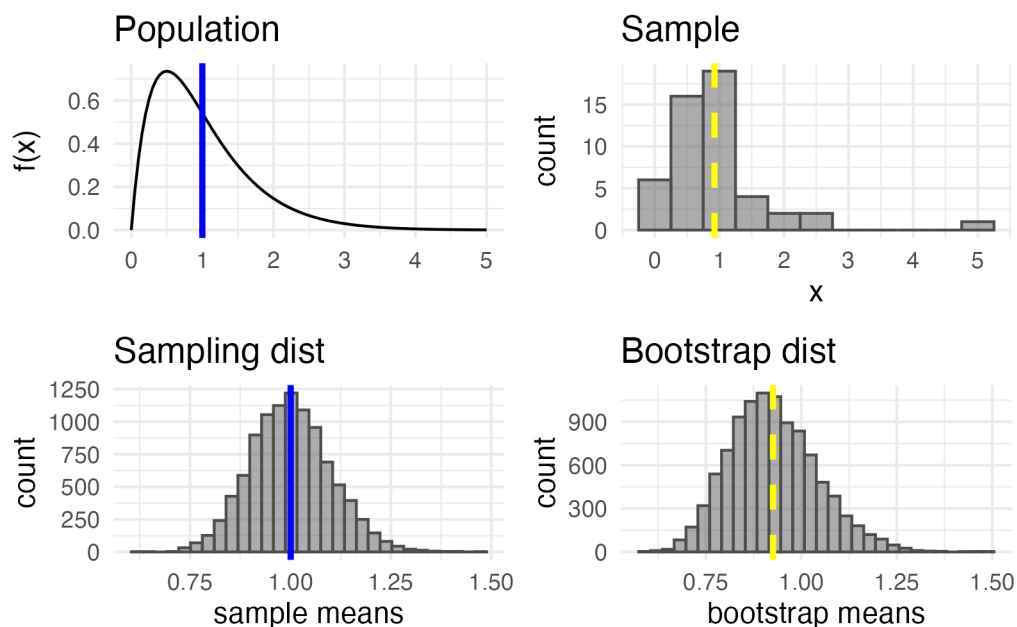 Population
f(x)
0.6
0.4
0.2
0.0
0 1 2 3 4 5
Sample
count
15
10
5
0
0 1 2 3 4 5
x
Sampling dist
count
1250
1000
750
500
250
0
0.75 1.00 1.25 1.50
sample means
Bootstrap dist
count
900
600
300
0
0.75 1.00 1.25 1.50
bootstrap means